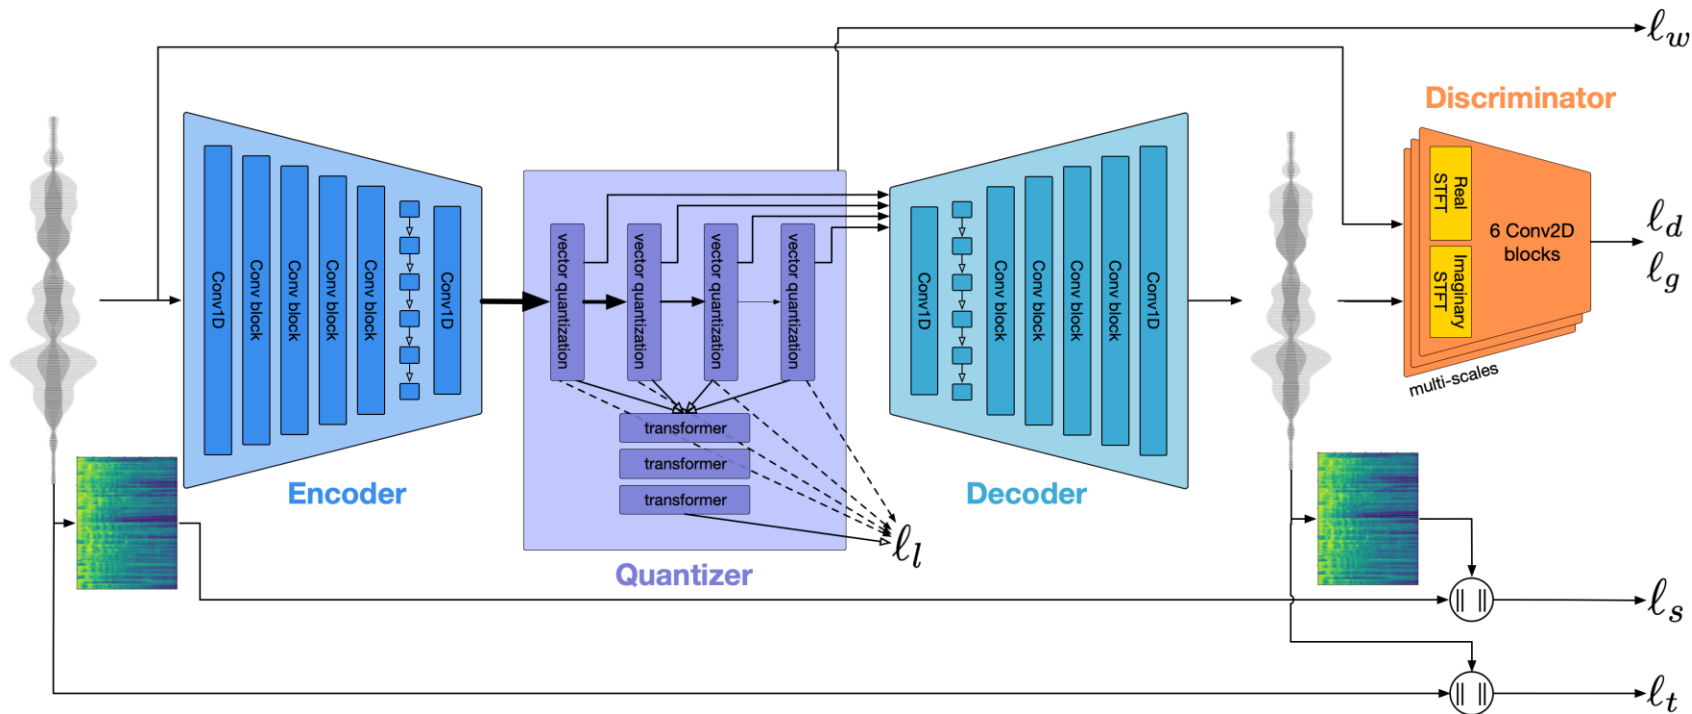 ℓw
Discriminator
Conv1D
Conv block
Conv block
Conv block
Conv block
Conv1D
Encoder
vector quantization
vector quantization
vector quantization
vector quantization
transformer
transformer
transformer
Quantizer
ℓl
Conv1D
Conv block
Conv block
Conv block
Conv block
Conv1D
Decoder
Real
STFT
Imaginary
STFT
6 Conv2D
blocks
multi-scales
ℓd
ℓg
|| ||
ℓs
|| ||
ℓt